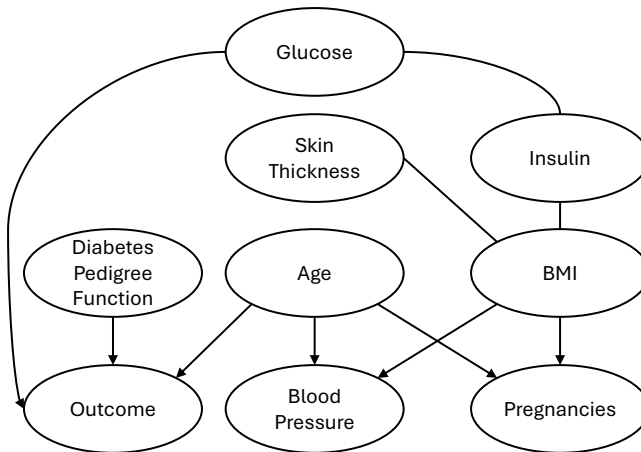 Glucose
Skin
Thickness
Insulin
Diabetes
Pedigree
Function
Age
BMI
Outcome
Blood
Pressure
Pregnancies